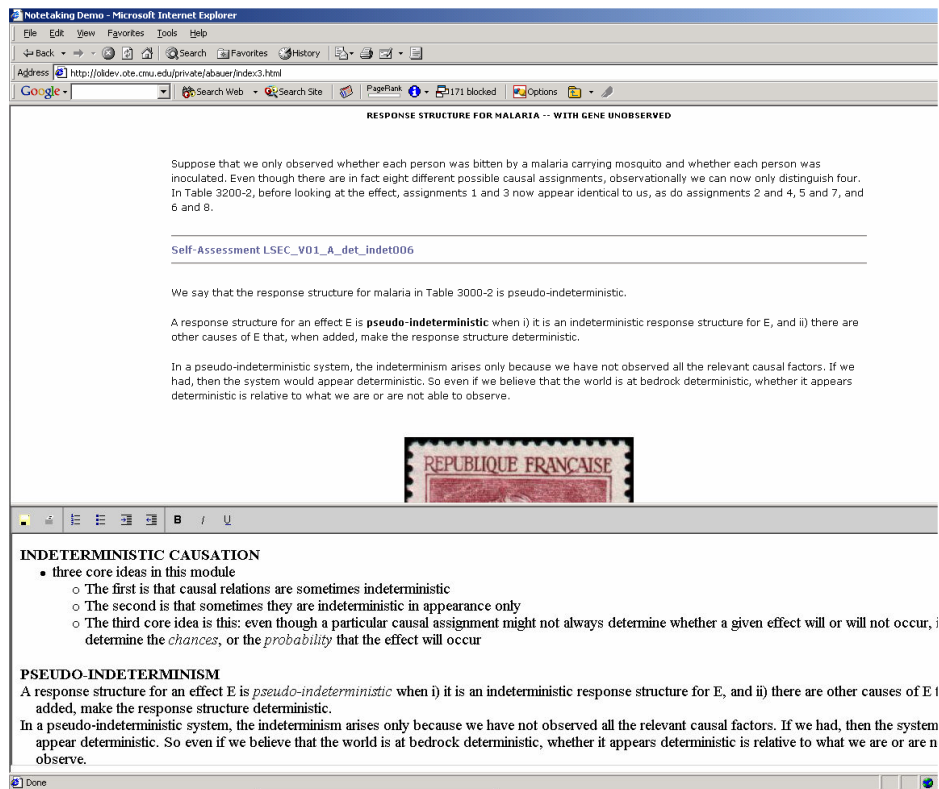 Notetaking Demo - Microsoft Internet Explorer
File Edit View Favorites Tools Help
Back Search Favorites History
Address http://olidev.ote.cmu.edu/private/abauer/index3.html
Google Search Web Search Site PageRank 171 blocked Options
RESPONSE STRUCTURE FOR MALARIA -- WITH GENE UNOBSERVED
Suppose that we only observed whether each person was bitten by a malaria carrying mosquito and whether each person was
inoculated. Even though there are in fact eight different possible causal assignments, observationally we can now only distinguish four.
In Table 3200-2, before looking at the effect, assignments 1 and 3 now appear identical to us, as do assignments 2 and 4, 5 and 7, and
6 and 8.
Self-Assessment LSEC_V01_A_det_indet006
We say that the response structure for malaria in Table 3000-2 is pseudo-indeterministic.
A response structure for an effect E is pseudo-indeterministic when i) it is an indeterministic response structure for E, and ii) there are
other causes of E that, when added, make the response structure deterministic.
In a pseudo-indeterministic system, the indeterminism arises only because we have not observed all the relevant causal factors. If we
had, then the system would appear deterministic. So even if we believe that the world is at bedrock deterministic, whether it appears
deterministic is relative to what we are or are not able to observe.
REPUBLIQUE FRANÇAISE
B I U
INDETERMINISTIC CAUSATION
• three core ideas in this module
○ The first is that causal relations are sometimes indeterministic
○ The second is that sometimes they are indeterministic in appearance only
○ The third core idea is this: even though a particular causal assignment might not always determine whether a given effect will or will not occur,
determine the chances, or the probability that the effect will occur
PSEUDO-INDETERMINISM
A response structure for an effect E is pseudo-indeterministic when i) it is an indeterministic response structure for E, and ii) there are other causes of E
added, make the response structure deterministic.
In a pseudo-indeterministic system, the indeterminism arises only because we have not observed all the relevant causal factors. If we had, then the system
appear deterministic. So even if we believe that the world is at bedrock deterministic, whether it appears deterministic is relative to what we are or are
observe.
Done